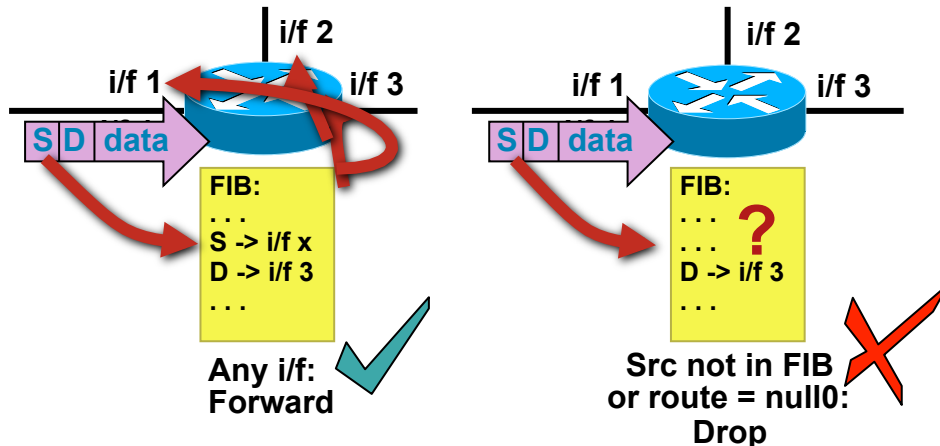 i/f 2
i/f 1
i/f 3
S D data
FIB:
. . .
S -> i/f x
D -> i/f 3
. . .
Any i/f:
Forward
i/f 2
i/f 1
i/f 3
S D data
FIB:
. . .
. . . ?
D -> i/f 3
. . .
Src not in FIB
or route = null0:
Drop